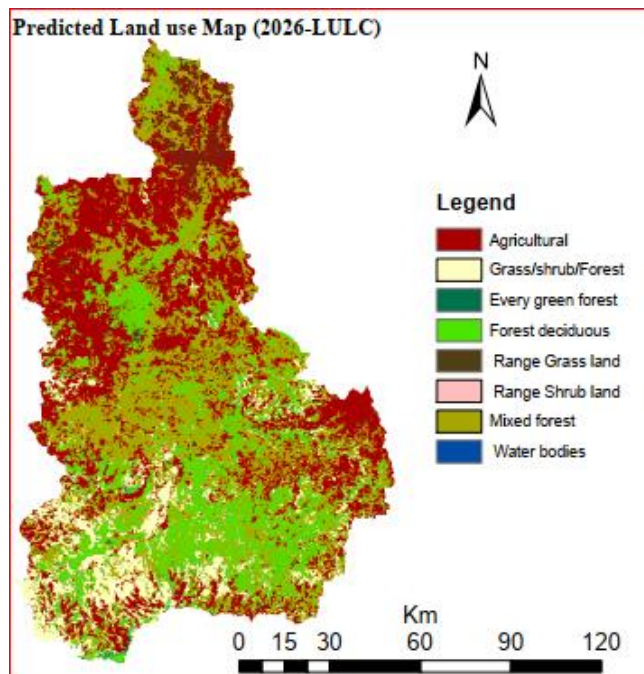 Predicted Land use Map (2026-LULC)
N
Legend
Agricultural
Grass/shrub/Forest
Every green forest
Forest deciduous
Range Grass land
Range Shrub land
Mixed forest
Water bodies
Km
0 15 30 60 90 120